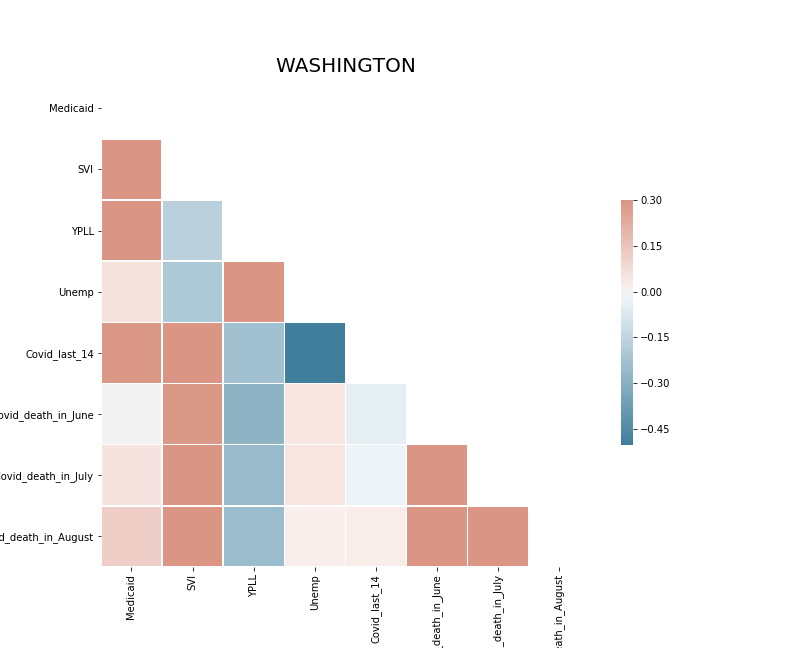 WASHINGTON
Medicaid
SVI
YPLL
Unemp
Covid_last_14
ovid_death_in_June
ovid_death_in_July
d_death_in_August
Medicaid
SVI
YPLL
Unemp
Covid_last_14
_death_in_June
_death_in_July
ath_in_August
0.30
0.15
0.00
−0.15
−0.30
−0.45